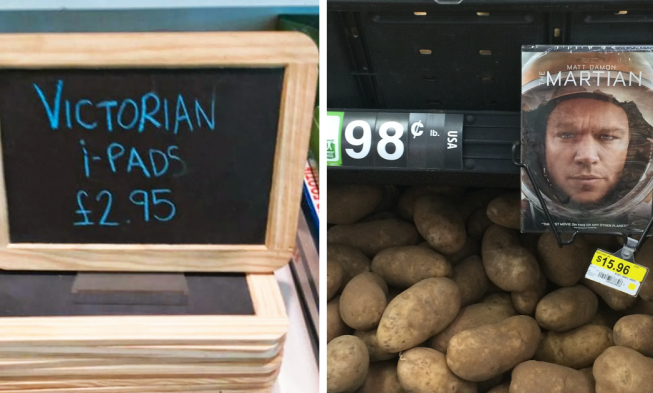 VICTORIAN
i-PADS
£2.95
98 ¢ lb.
USA
MATT DAMON
THE MARTIAN
$15.96